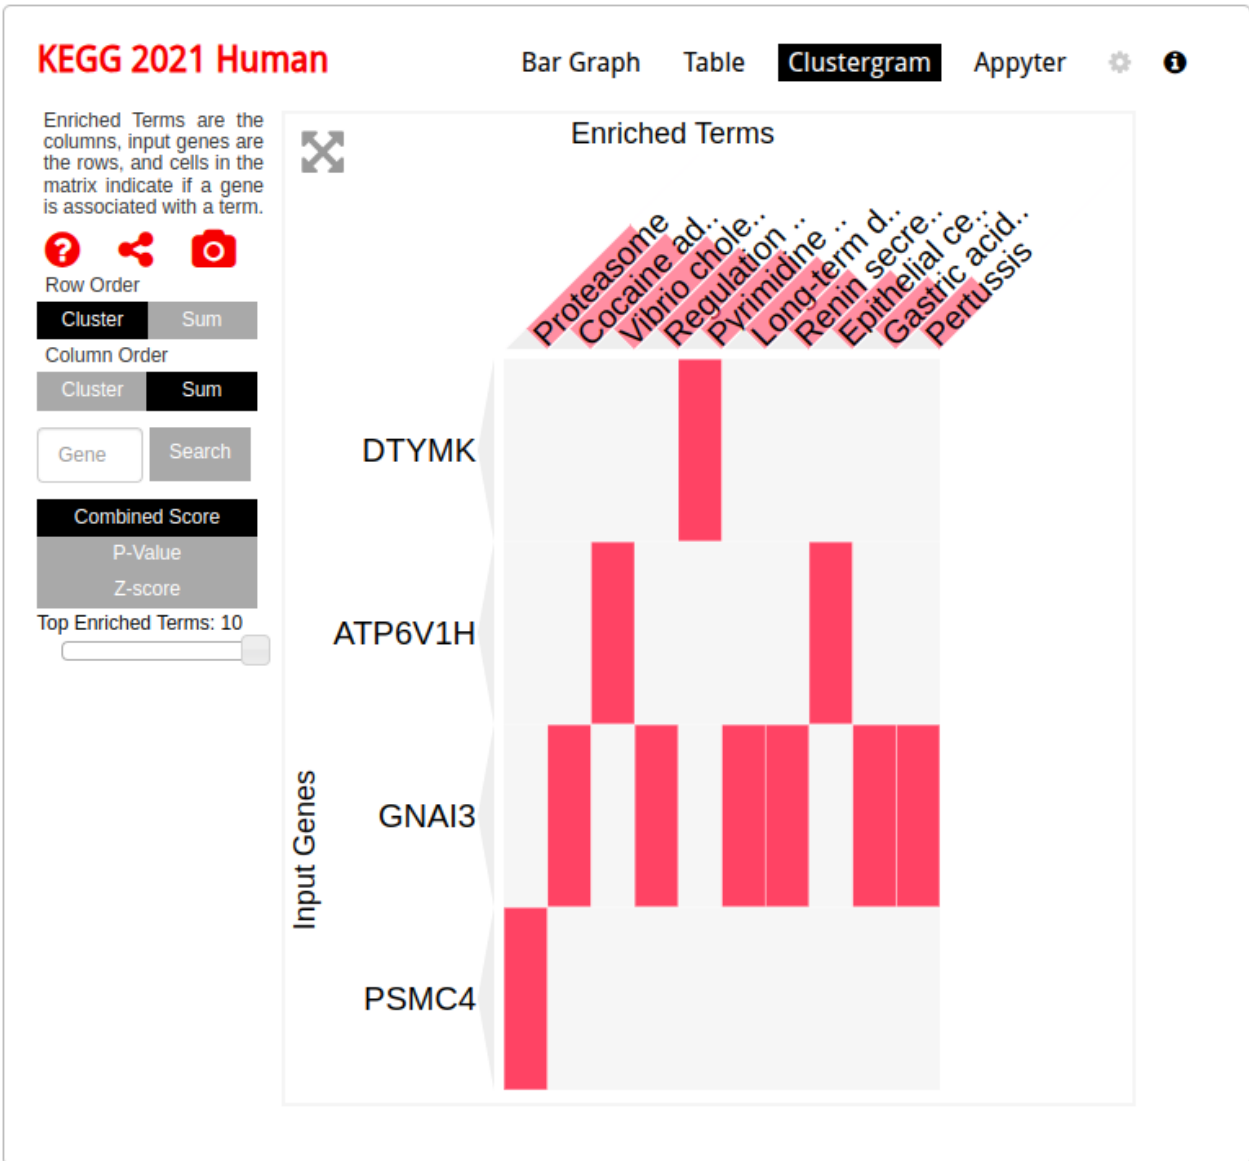 KEGG 2021 Human
Bar Graph Table Clustergram Appyter
Enriched Terms are the
columns, input genes are
the rows, and cells in the
matrix indicate if a gene
is associated with a term.
Row Order
Cluster Sum
Column Order
Cluster Sum
Gene Search
Combined Score
P-Value
Z-score
Top Enriched Terms: 10
Enriched Terms
Proteasome
Cocaine ad..
Vibrio chole..
Regulation ..
Pyrimidine ..
Long-term d..
Renin secre..
Epithelial ce..
Gastric acid..
Pertussis
Input Genes
DTYMK
ATP6V1H
GNAI3
PSMC4